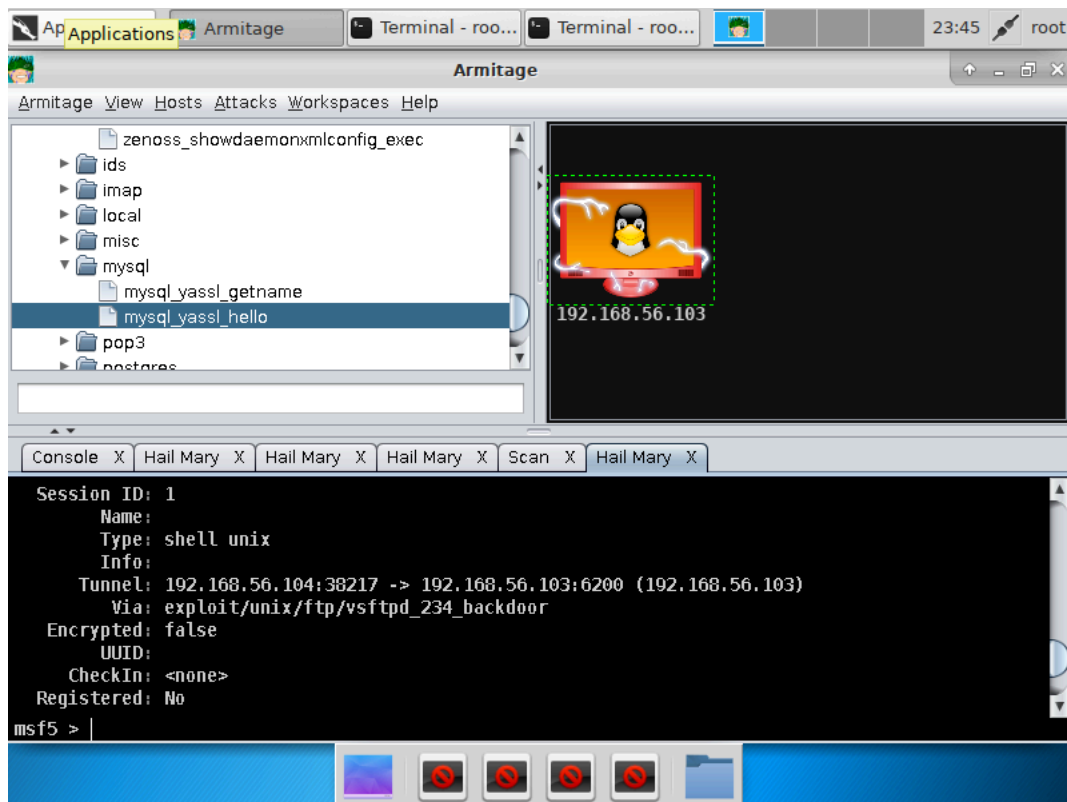 Ap Applications Armitage Terminal - roo... Terminal - roo... 23:45 root
Armitage
Armitage View Hosts Attacks Workspaces Help
zenoss_showdaemonxmlconfig_exec
ids
imap
local
misc
mysql
mysql_yassl_getname
mysql_yassl_hello
pop3
postgres
192.168.56.103
Console X Hail Mary X Hail Mary X Hail Mary X Scan X Hail Mary X
Session ID: 1
Name:
Type: shell unix
Info:
Tunnel: 192.168.56.104:38217 -> 192.168.56.103:6200 (192.168.56.103)
Via: exploit/unix/ftp/vsftpd_234_backdoor
Encrypted: false
UUID:
CheckIn: <none>
Registered: No
msf5 >